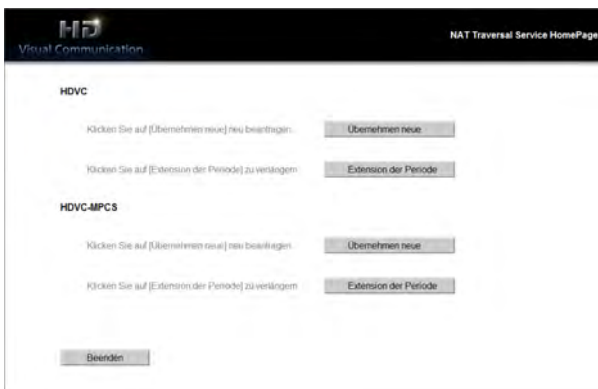 HD
Visual Communication
NAT Traversal Service HomePage
HDVC
Klicken Sie auf [Übernehmen neue] neu beantragen.
Übernehmen neue
Klicken Sie auf [Extension der Periode] zu verlängern
Extension der Periode
HDVC-MPCS
Klicken Sie auf [Übernehmen neue] neu beantragen.
Übernehmen neue
Klicken Sie auf [Extension der Periode] zu verlängern
Extension der Periode
Beenden